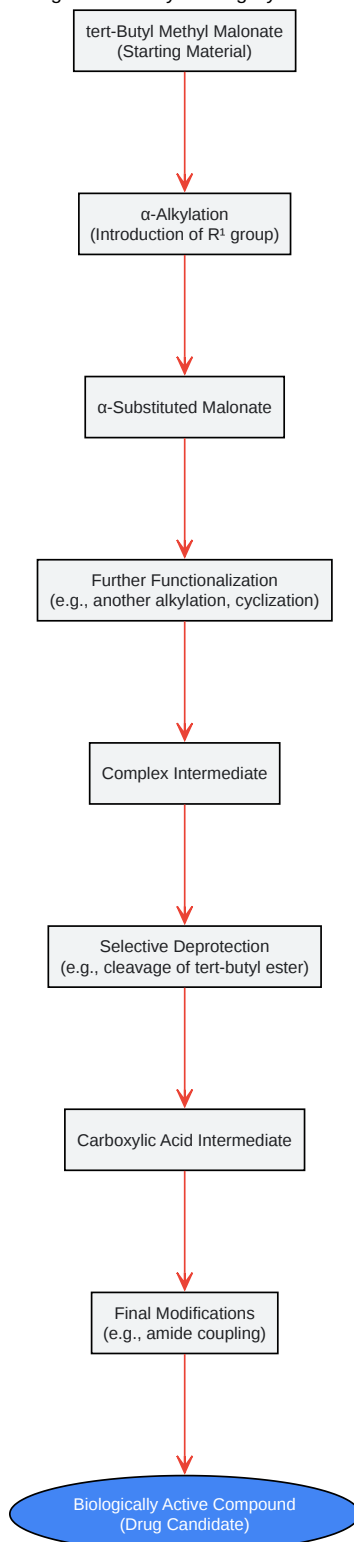 tert-Butyl Methyl Malonate
(Starting Material)
α-Alkylation
(Introduction of R¹ group)
α-Substituted Malonate
Further Functionalization
(e.g., another alkylation, cyclization)
Complex Intermediate
Selective Deprotection
(e.g., cleavage of tert-butyl ester)
Carboxylic Acid Intermediate
Final Modifications
(e.g., amide coupling)
Biologically Active Compound
(Drug Candidate)